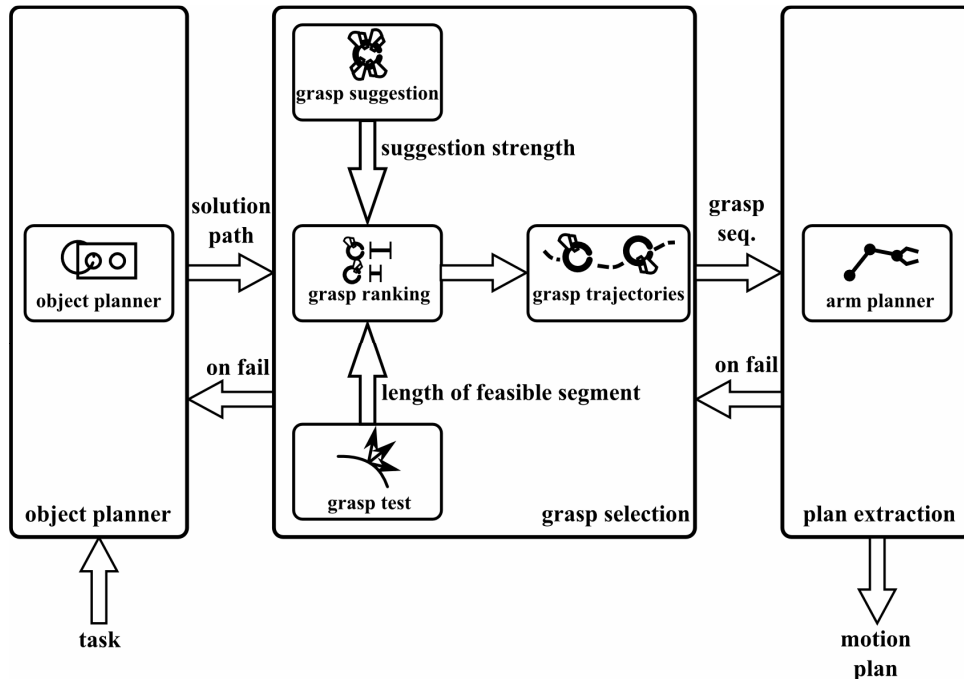 grasp suggestion
suggestion strength
solution
path
grasp
seq.
object planner
grasp ranking
grasp trajectories
arm planner
on fail
length of feasible segment
on fail
grasp test
object planner
grasp selection
plan extraction
task
motion
plan